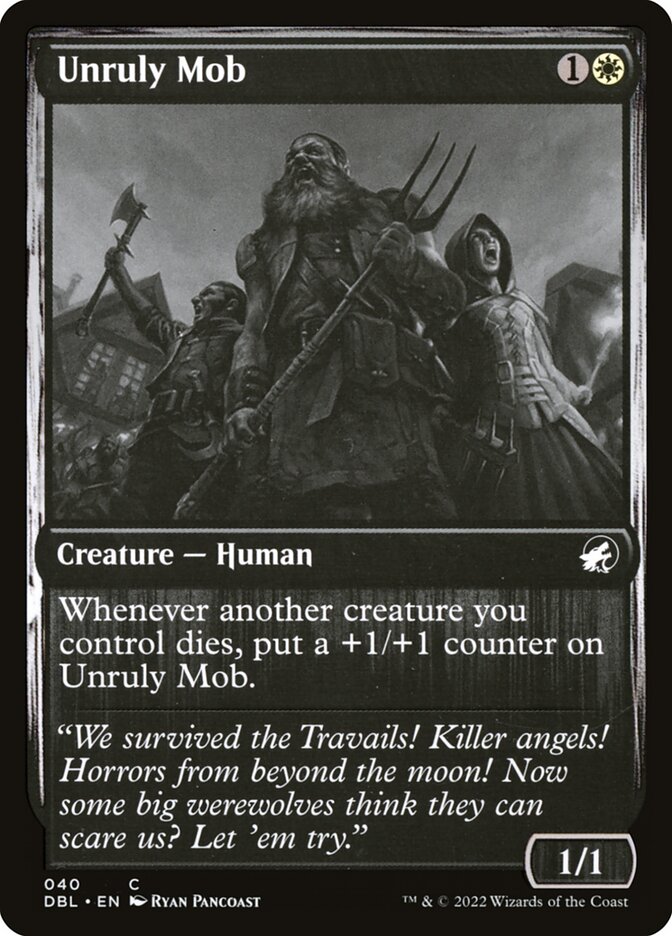 Unruly Mob 1
Creature — Human
Whenever another creature you
control dies, put a +1/+1 counter on
Unruly Mob.
“We survived the Travails! Killer angels!
Horrors from beyond the moon! Now
some big werewolves think they can
scare us? Let ’em try.”
1/1
040 C
DBL • EN Ryan Pancoast ™ & © 2022 Wizards of the Coast